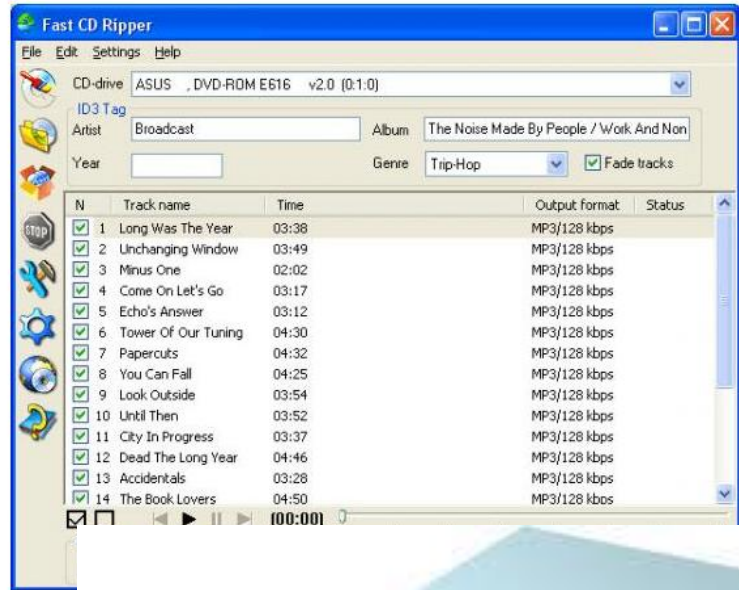 Fast CD Ripper
File Edit Settings Help
CD-drive ASUS , DVD-ROM E616 v2.0 (0:1:0)
ID3 Tag
Artist Broadcast Album The Noise Made By People / Work And Non
Year Genre Trip-Hop Fade tracks
N Track name Time Output format Status
1 Long Was The Year 03:38 MP3/128 kbps
2 Unchanging Window 03:49 MP3/128 kbps
3 Minus One 02:02 MP3/128 kbps
4 Come On Let's Go 03:17 MP3/128 kbps
5 Echo's Answer 03:12 MP3/128 kbps
6 Tower Of Our Tuning 04:30 MP3/128 kbps
7 Papercuts 04:32 MP3/128 kbps
8 You Can Fall 04:25 MP3/128 kbps
9 Look Outside 03:54 MP3/128 kbps
10 Until Then 03:52 MP3/128 kbps
11 City In Progress 03:37 MP3/128 kbps
12 Dead The Long Year 04:46 MP3/128 kbps
13 Accidentals 03:28 MP3/128 kbps
14 The Book Lovers 04:50 MP3/128 kbps
STOP
(00:00)